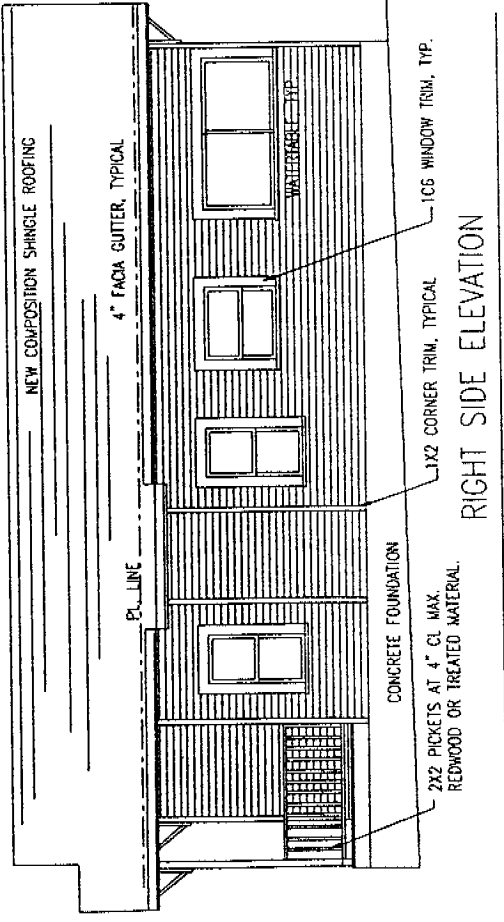 NEW COMPOSITION SHINGLE ROOFING
4" FACIA GUTTER, TYPICAL
PL. LINE
WATERTABLE TYP.
CONCRETE FOUNDATION
2X2 PICKETS AT 4" CL MAX.
REDWOOD OR TREATED MATERIAL.
1X2 CORNER TRIM, TYPICAL
1C6 WINDOW TRIM, TYP.
RIGHT SIDE ELEVATION